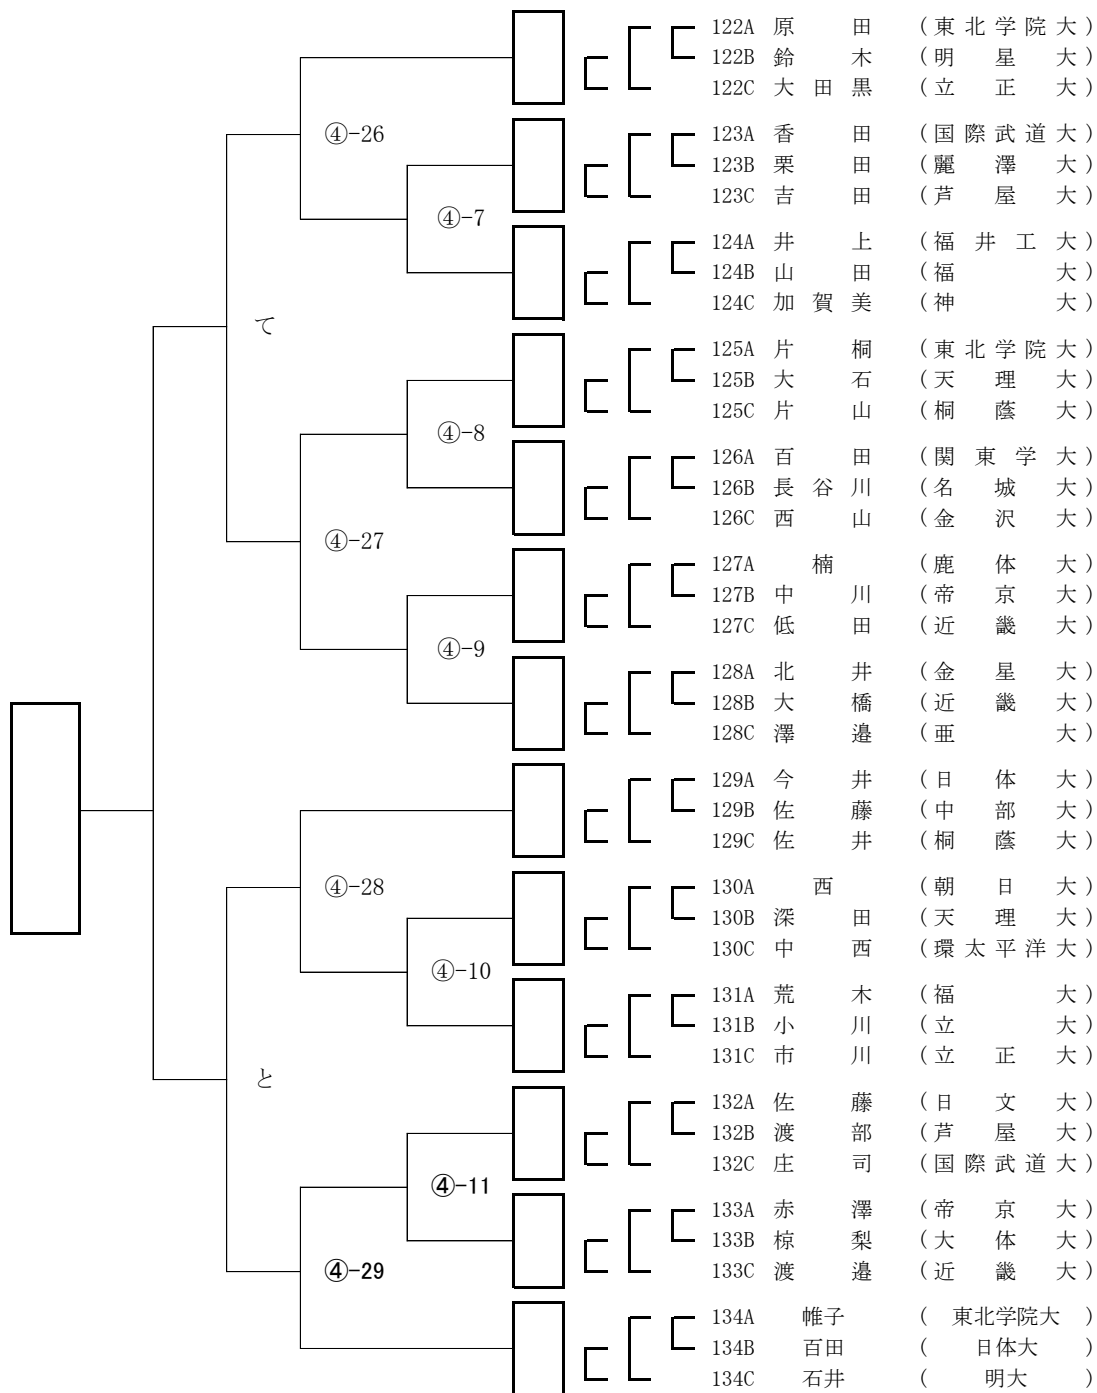 122A 原田 (東北学院大)
122B 鈴木 (明星大)
122C 大田黒 (立正大)
④-26
123A 香田 (国際武道大)
123B 栗田 (麗澤大)
123C 吉田 (芦屋大)
④-7
124A 井上 (福井工大)
124B 山田 (福大)
124C 加賀美 (神大)
て
125A 片桐 (東北学院大)
125B 大石 (天理大)
125C 片山 (桐蔭大)
④-8
126A 百田 (関東学大)
126B 長谷川 (名城大)
126C 西山 (金沢大)
④-27
127A 楠 (鹿体大)
127B 中川 (帝京大)
127C 低田 (近畿大)
④-9
128A 北井 (金星大)
128B 大橋 (近畿大)
128C 澤邉 (亜大)
129A 今井 (日体大)
129B 佐藤 (中部大)
129C 佐井 (桐蔭大)
④-28
130A 西 (朝日大)
130B 深田 (天理大)
130C 中西 (環太平洋大)
④-10
131A 荒木 (福大)
131B 小川 (立大)
131C 市川 (立正大)
と
132A 佐藤 (日文大)
132B 渡部 (芦屋大)
132C 庄司 (国際武道大)
④-11
133A 赤澤 (帝京大)
133B 椋梨 (大体大)
133C 渡邉 (近畿大)
④-29
134A 帷子 (東北学院大)
134B 百田 (日体大)
134C 石井 (明大)